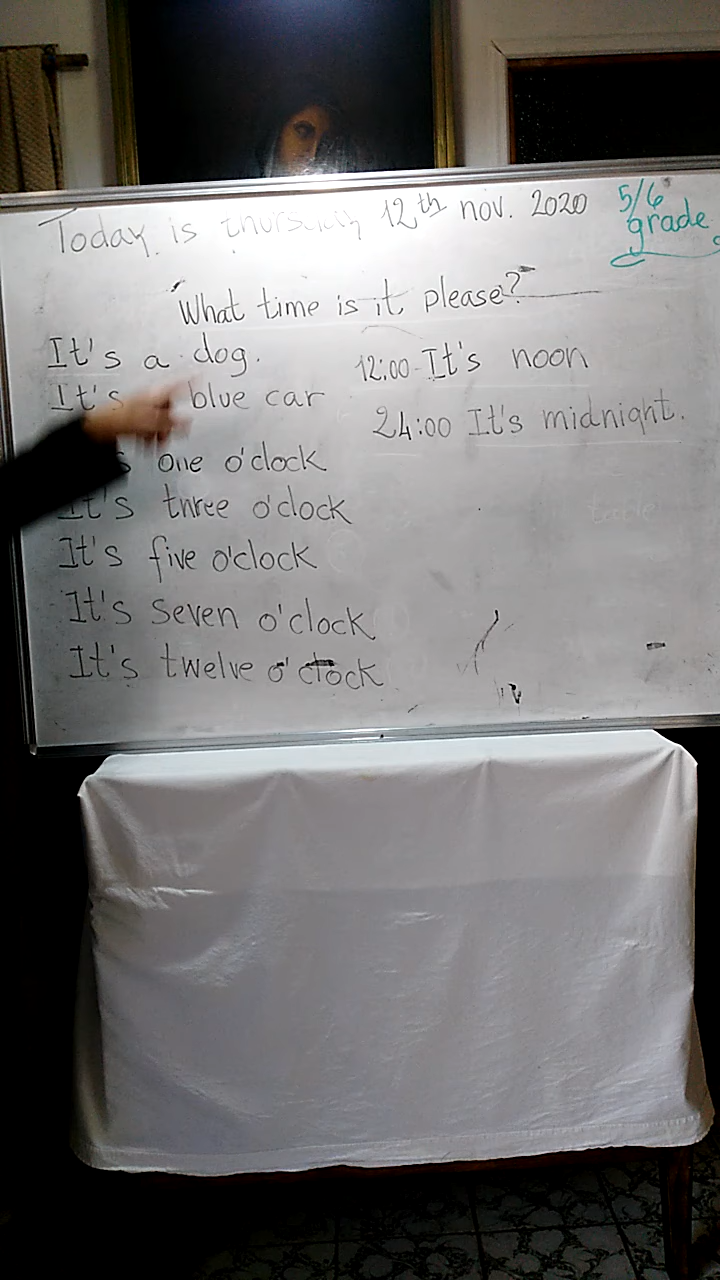 Today is thursday 12th nov. 2020
5/6
grade
"What time is it, please?"
It's a dog.
It's blue car
one o'clock
It's three o'clock
It's five o'clock
It's seven o'clock
It's twelve o'clock
12:00 It's noon
24:00 It's midnight.